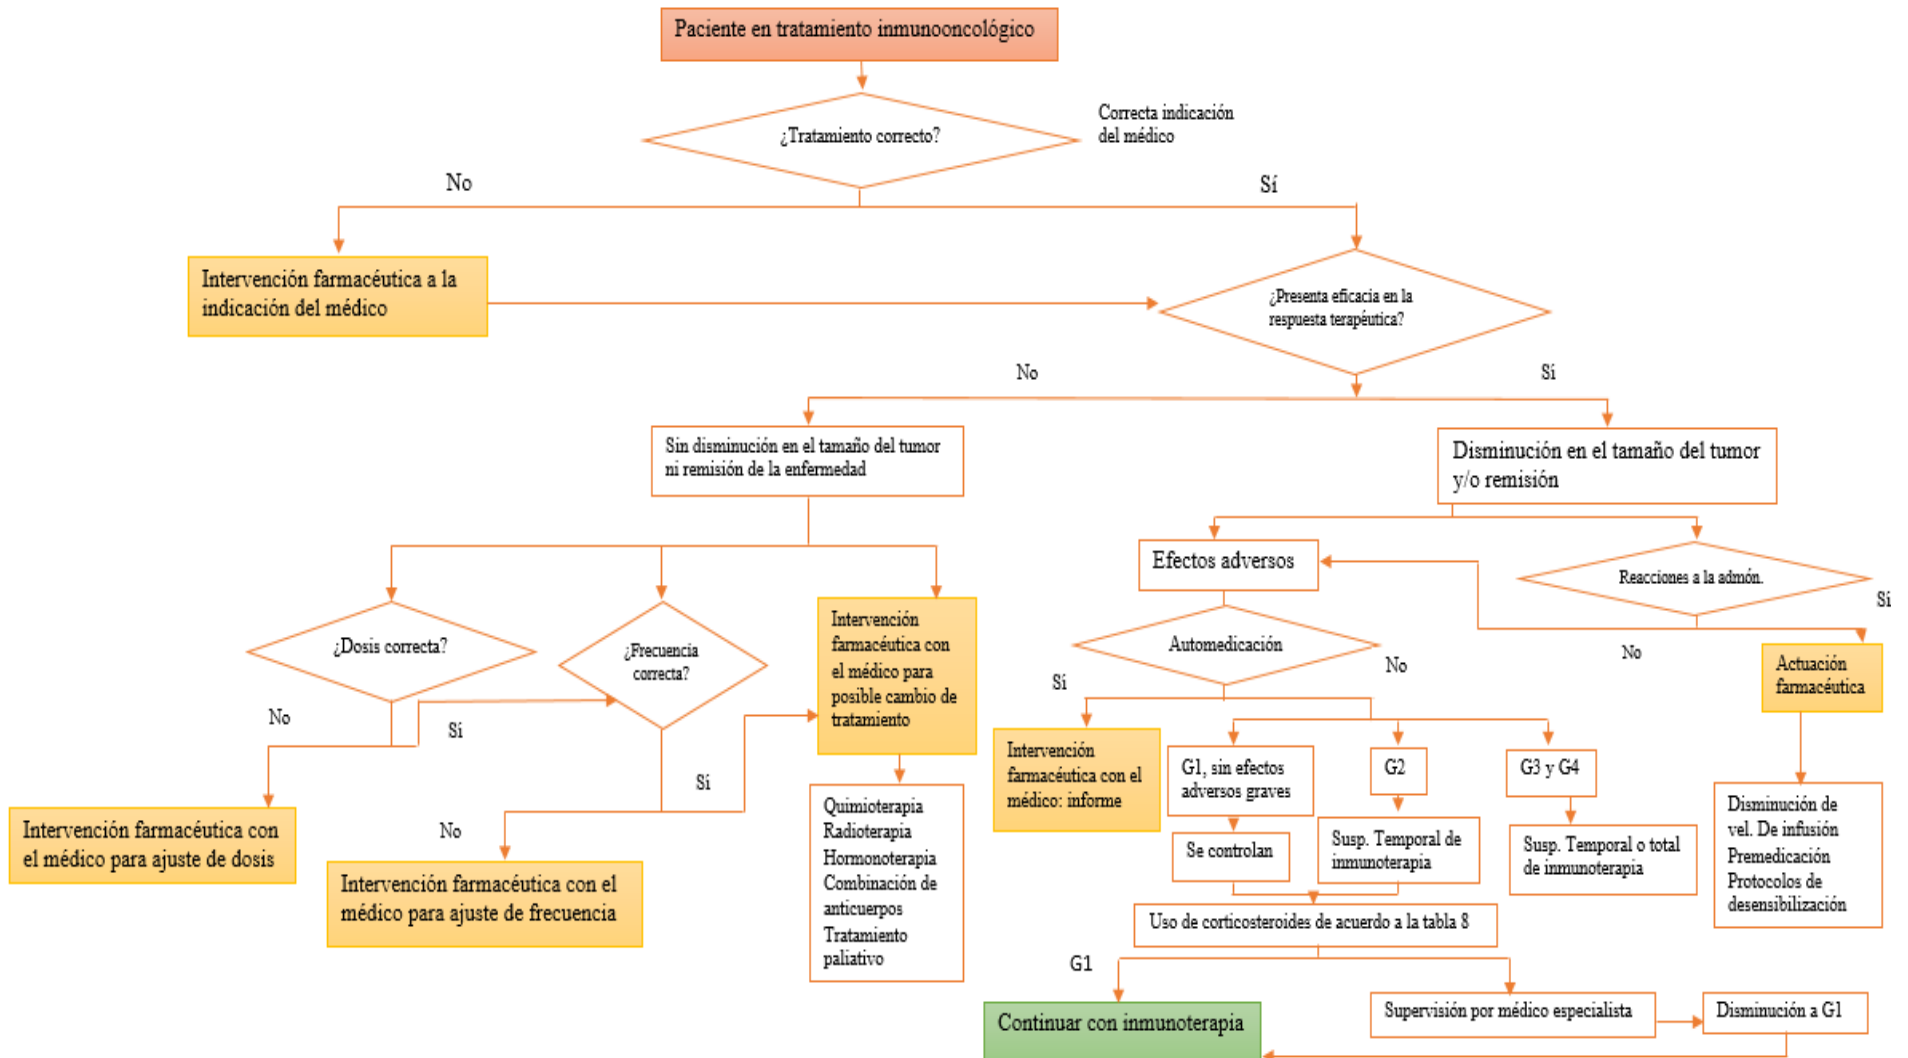 Paciente en tratamiento inmunooncológico
¿Tratamiento correcto?
Correcta indicación
del médico
No
Sí
Intervención farmacéutica a la
indicación del médico
¿Presenta eficacia en la
respuesta terapéutica?
No
Sí
Sin disminución en el tamaño del tumor
ni remisión de la enfermedad
Disminución en el tamaño del tumor
y/o remisión
Efectos adversos
Reacciones a la admón.
Sí
No
¿Dosis correcta?
¿Frecuencia
correcta?
Intervención
farmacéutica con
el médico para
posible cambio de
tratamiento
Automedicación
No
Sí
Actuación
farmacéutica
No
Sí
Sí
No
Intervención farmacéutica con
el médico para ajuste de dosis
Intervención farmacéutica con el
médico para ajuste de frecuencia
Quimioterapia
Radioterapia
Hormonoterapia
Combinación de
anticuerpos
Tratamiento
paliativo
Intervención
farmacéutica con el
médico: informe
G1, sin efectos
adversos graves
G2
G3 y G4
Se controlan
Susp. Temporal de
inmunoterapia
Susp. Temporal o total
de inmunoterapia
Disminución de
vel. De infusión
Premedicación
Protocolos de
desensibilización
Uso de corticosteroides de acuerdo a la tabla 8
G1
Continuar con inmunoterapia
Supervisión por médico especialista
Disminución a G1